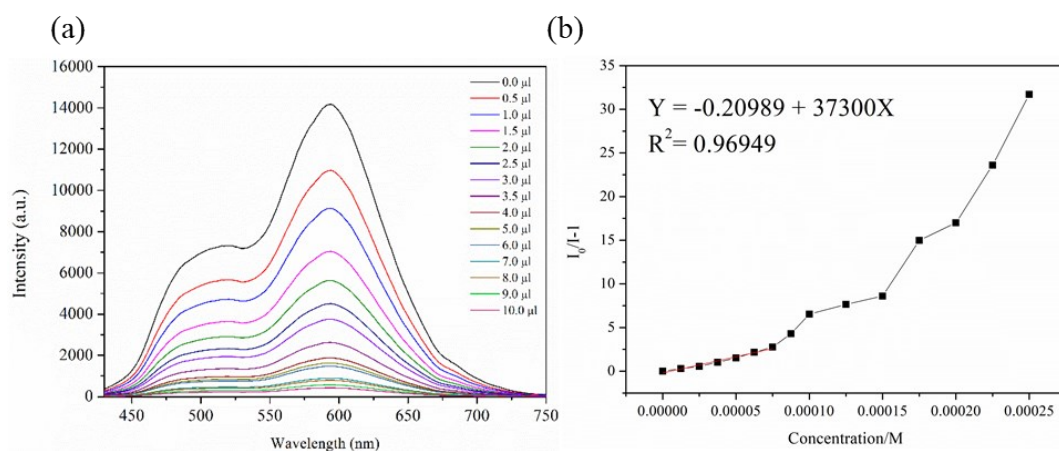 (a)
(b)
16000
14000
12000
10000
8000
6000
4000
2000
0
Intensity (a.u.)
450
500
550
600
650
700
750
Wavelength (nm)
0.0 µl
0.5 µl
1.0 µl
1.5 µl
2.0 µl
2.5 µl
3.0 µl
3.5 µl
4.0 µl
5.0 µl
6.0 µl
7.0 µl
8.0 µl
9.0 µl
10.0 µl
35
30
25
20
15
10
5
0
I₀/I-1
Y = -0.20989 + 37300X
R²= 0.96949
0.00000
0.00005
0.00010
0.00015
0.00020
0.00025
Concentration/M